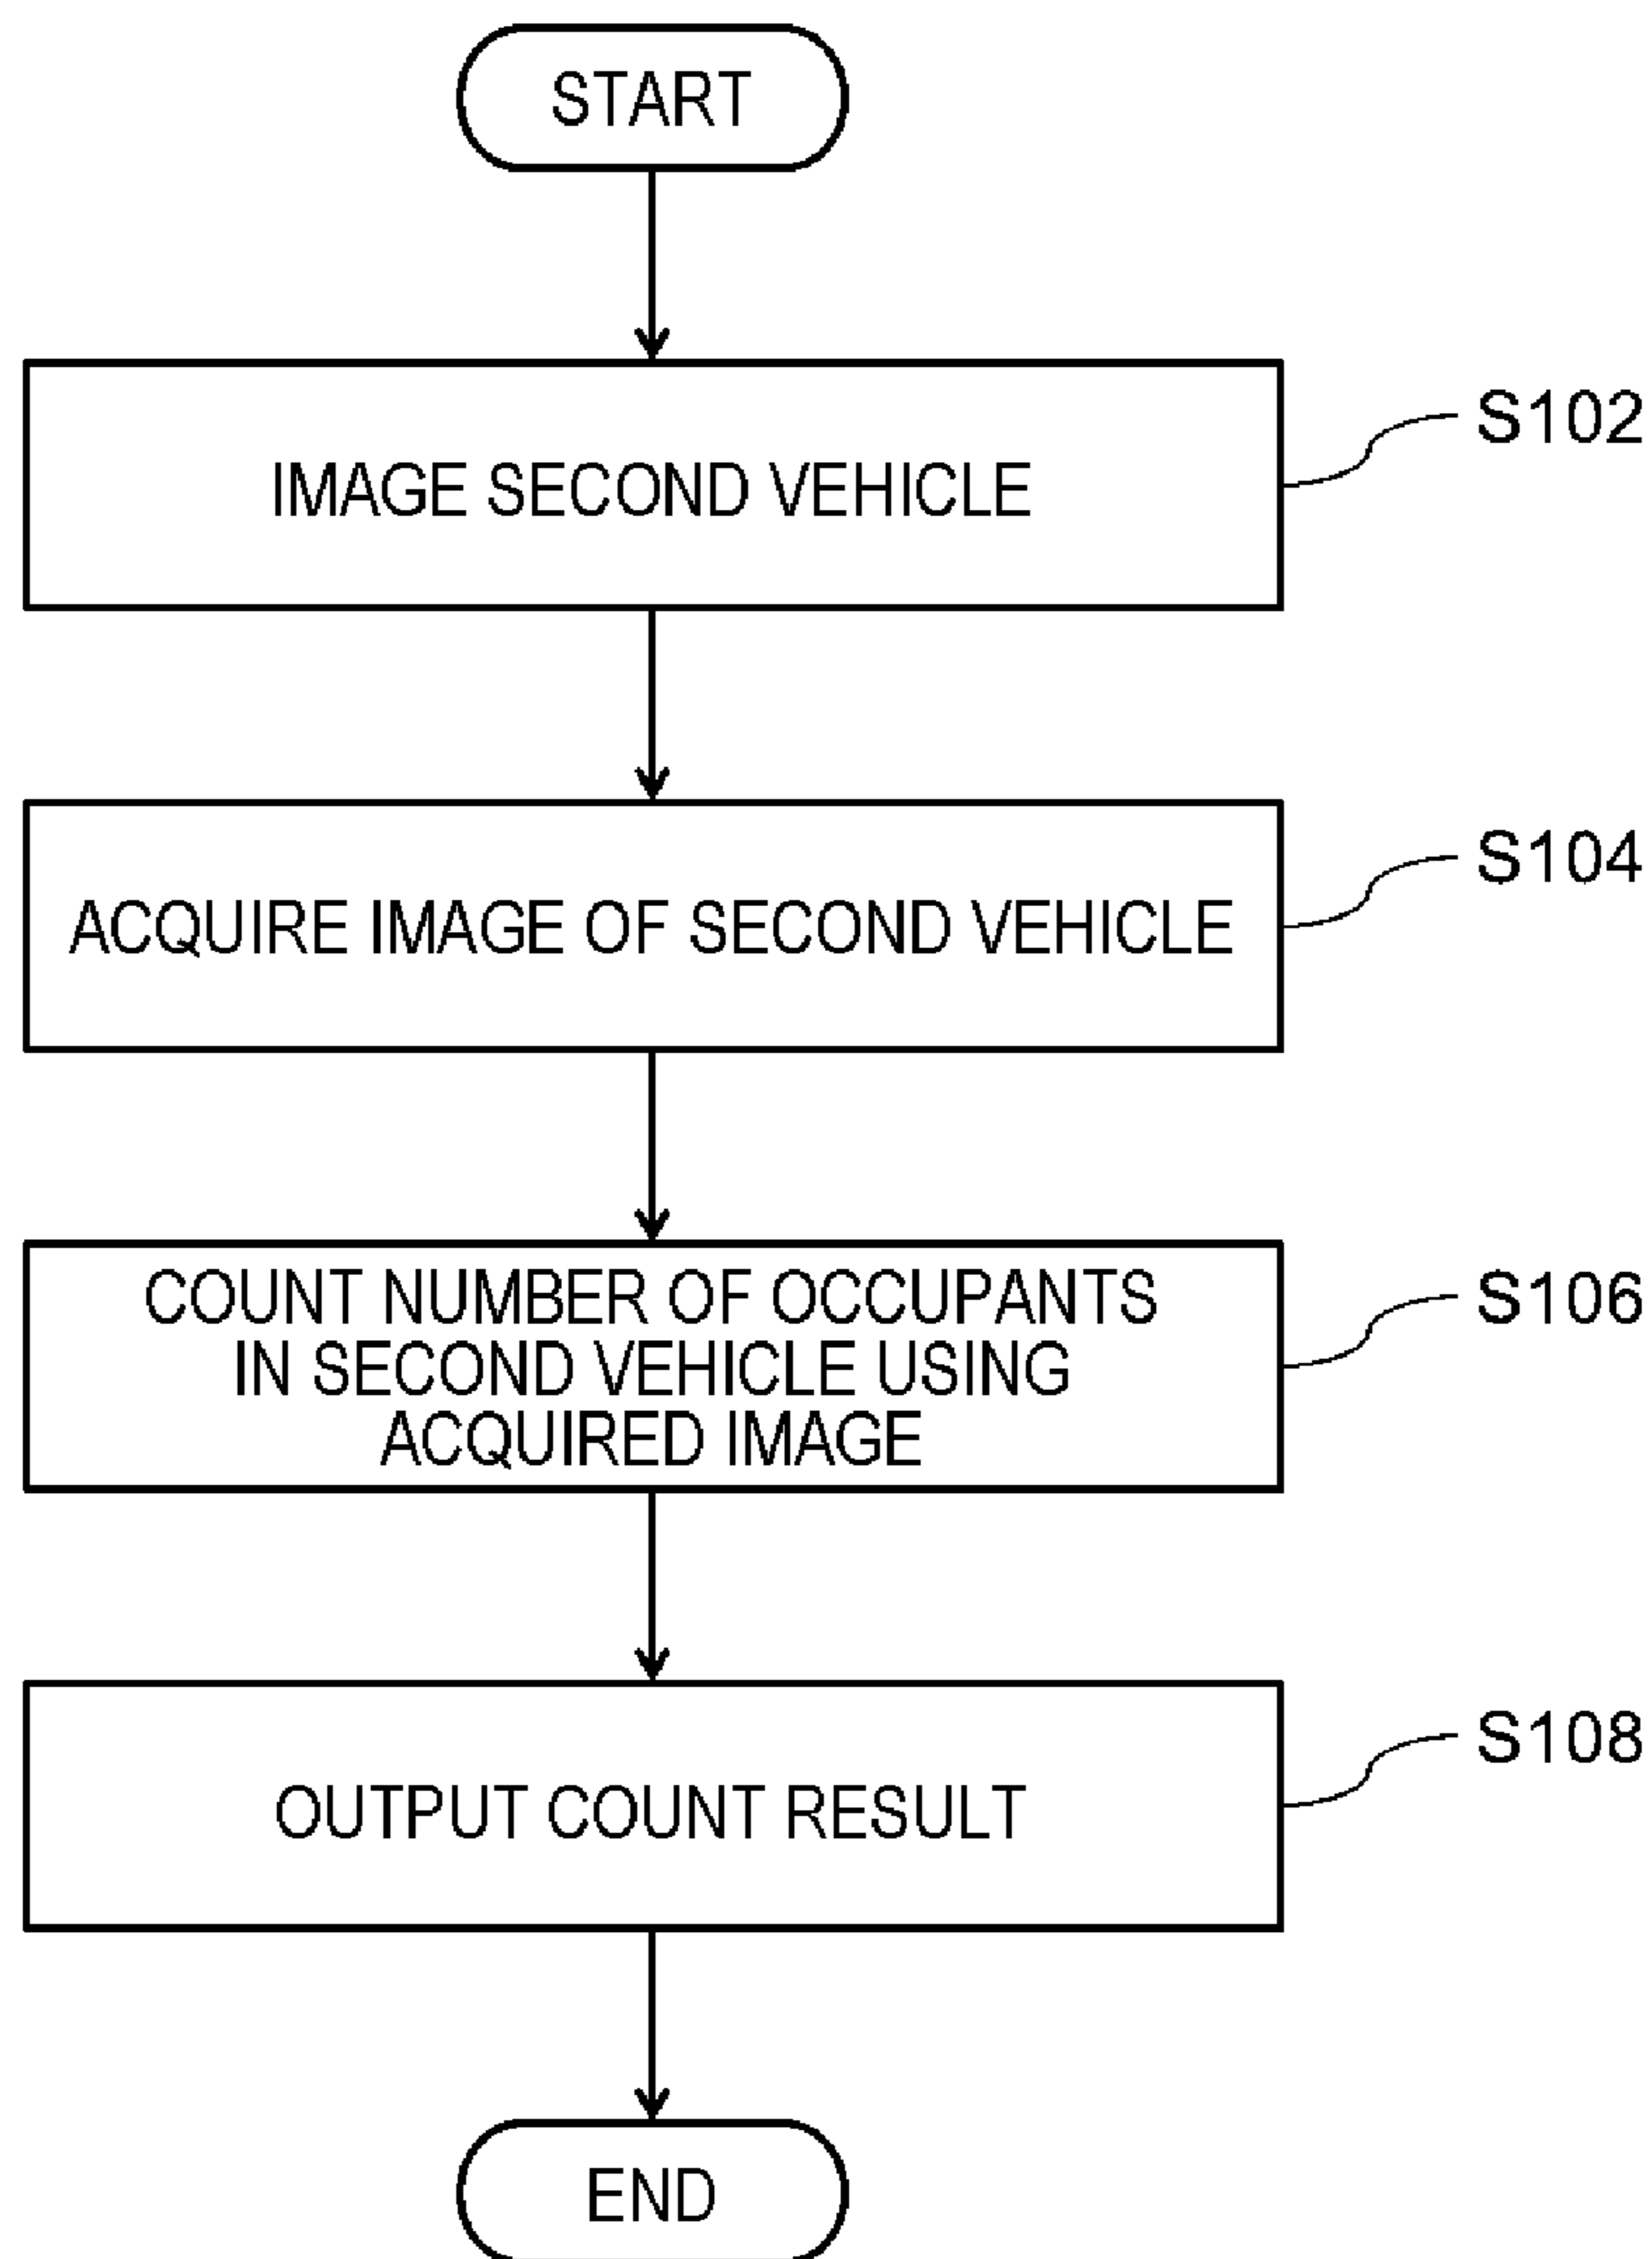 START
IMAGE SECOND VEHICLE
S102
ACQUIRE IMAGE OF SECOND VEHICLE
S104
COUNT NUMBER OF OCCUPANTS
IN SECOND VEHICLE USING
ACQUIRED IMAGE
S106
OUTPUT COUNT RESULT
S108
END